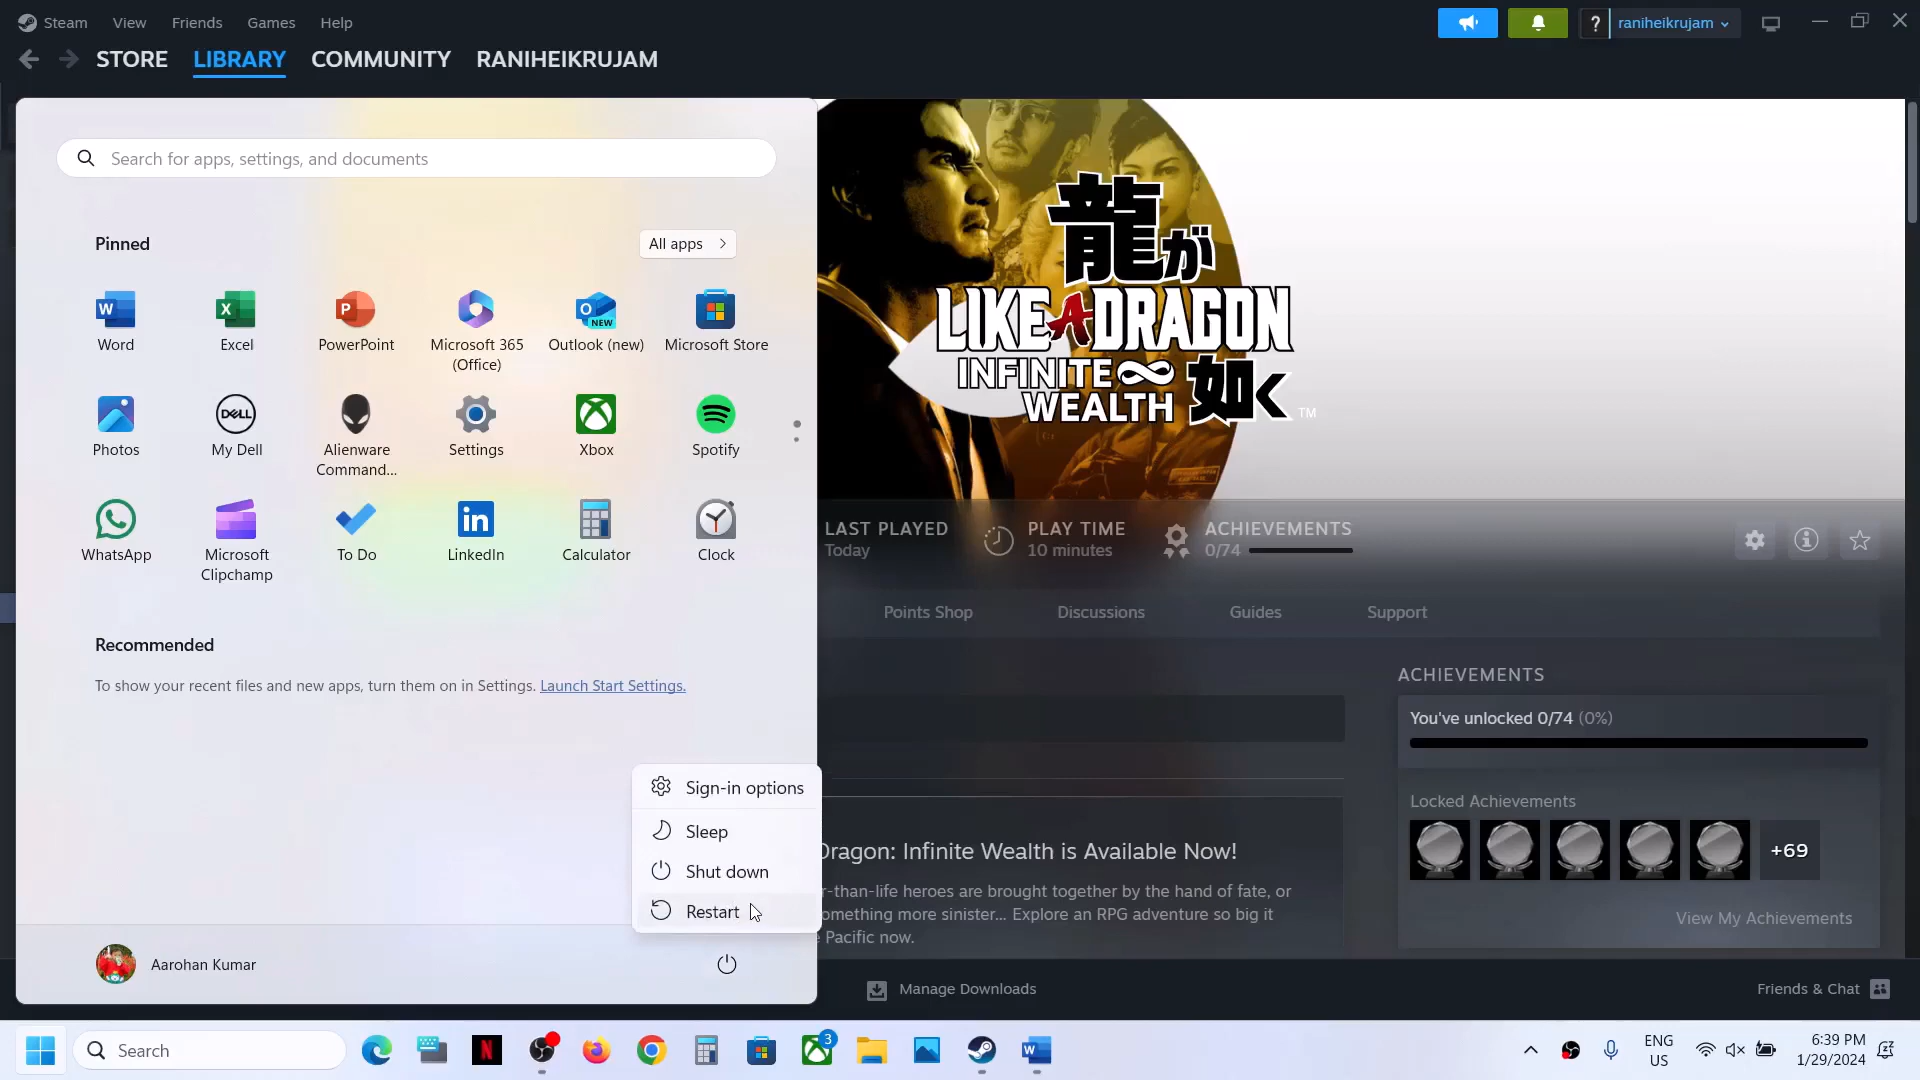 Steam View Friends Games Help
? raniheikrujam
STORE LIBRARY COMMUNITY RANIHEIKRUJAM
Search for apps, settings, and documents
Pinned
All apps
Word Excel PowerPoint Microsoft 365 (Office) Outlook (new) Microsoft Store
Photos My Dell Alienware Command... Settings Xbox Spotify
WhatsApp Microsoft Clipchamp To Do LinkedIn Calculator Clock
Recommended
To show your recent files and new apps, turn them on in Settings. Launch Start Settings.
Sign-in options
Sleep
Shut down
Restart
Aarohan Kumar
龍が
LIKE A DRAGON
INFINITE
WEALTH
如く
TM
LAST PLAYED
Today
PLAY TIME
10 minutes
ACHIEVEMENTS
0/74
Points Shop Discussions Guides Support
ACHIEVEMENTS
You've unlocked 0/74 (0%)
Locked Achievements
+69
View My Achievements
Dragon: Infinite Wealth is Available Now!
r-than-life heroes are brought together by the hand of fate, or
omething more sinister... Explore an RPG adventure so big it
Pacific now.
Manage Downloads
Friends & Chat
Search
3
ENG
US
6:39 PM
1/29/2024